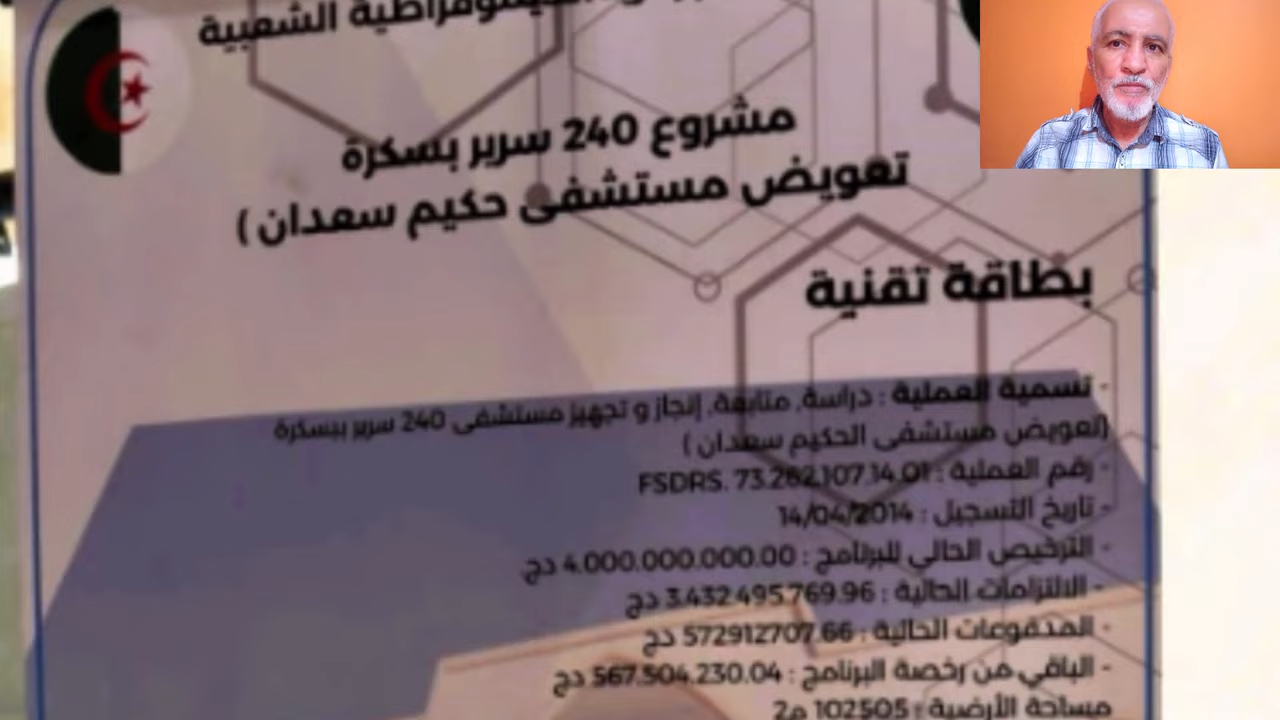 الديمقراطية الشعبية
مشروع 240 سرير بسكرة
تعويض مستشفى حكيم سعدان )
بطاقة تقنية
- تسمية العملية : دراسة, متابعة, إنجاز و تجهيز مستشفى 240 سرير ببسكرة
(تعويض مستشفى الحكيم سعدان )
- رقم العملية : FSDRS. 73.262.107.14.01
- تاريخ التسجيل : 14/04/2014
- الترخيص الحالي للبرنامج : 4.000.000.000.00 دج
- الالتزامات الحالية : 3.432.495.769.96 دج
- المدفوعات الحالية : 572912707.66 دج
- الباقي من رخصة البرنامج : 567.504.230.04 دج
مساحة الأرضية : 102505 م2